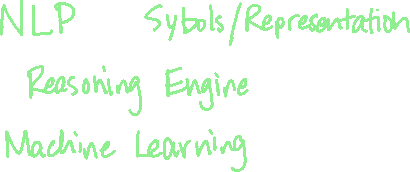 NLP Sybols/Representation
Reasoning Engine
Machine Learning